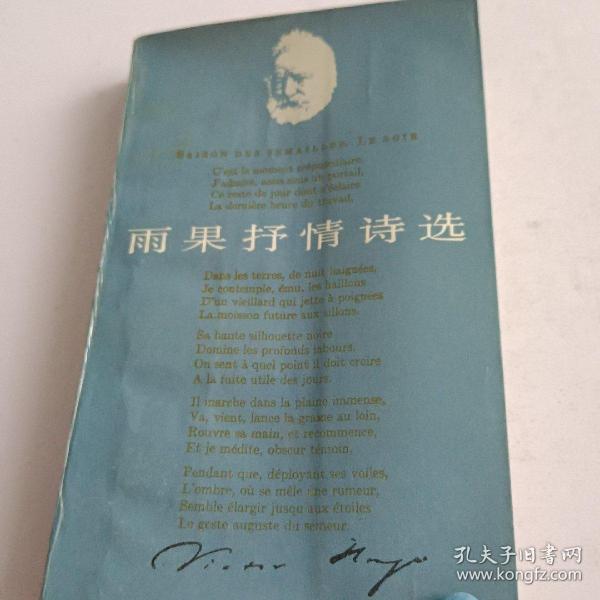 SAISON DES SEMAILLES. LE SOIR
C'est le moment crépusculaire.
J'admire, assis sous un portail,
Ce reste de jour dont s'éclaire
La dernière heure du travail.
雨果抒情诗选
Dans les terres, de nuit baignées,
Je contemple, ému, les haillons
D'un vieillard qui jette à poignées
La moisson future aux sillons.
Sa haute silhouette noire
Domine les profonds labours.
On sent à quel point il doit croire
A la fuite utile des jours.
Il marche dans la plaine immense,
Va, vient, lance la graine au loin,
Rouvre sa main, et recommence,
Et je médite, obscur témoin,
Pendant que, déployant ses voiles,
L'ombre, où se mêle une rumeur,
Semble élargir jusqu'aux étoiles
Le geste auguste du semeur.
Victor Hugo
孔夫子旧书网